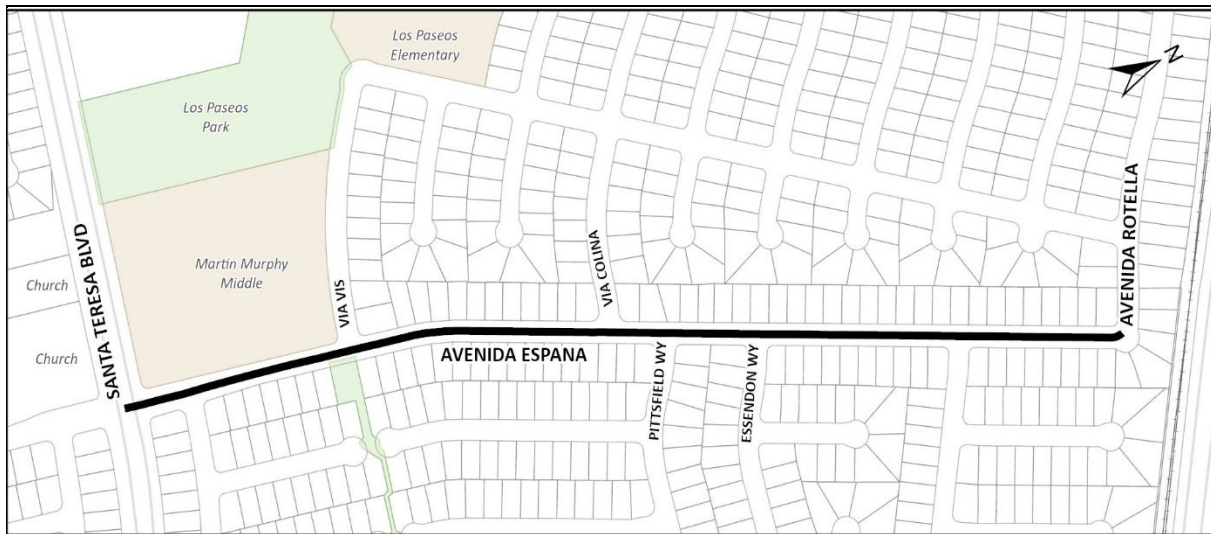 Los Paseos
Elementary
N
Los Paseos
Park
Martin Murphy
Middle
Church
Church
SANTA TERESA BLVD
VIA VIS
VIA COLINA
AVENIDA ROTELLA
AVENIDA ESPANA
PITTSFIELD WY
ESSENDON WY